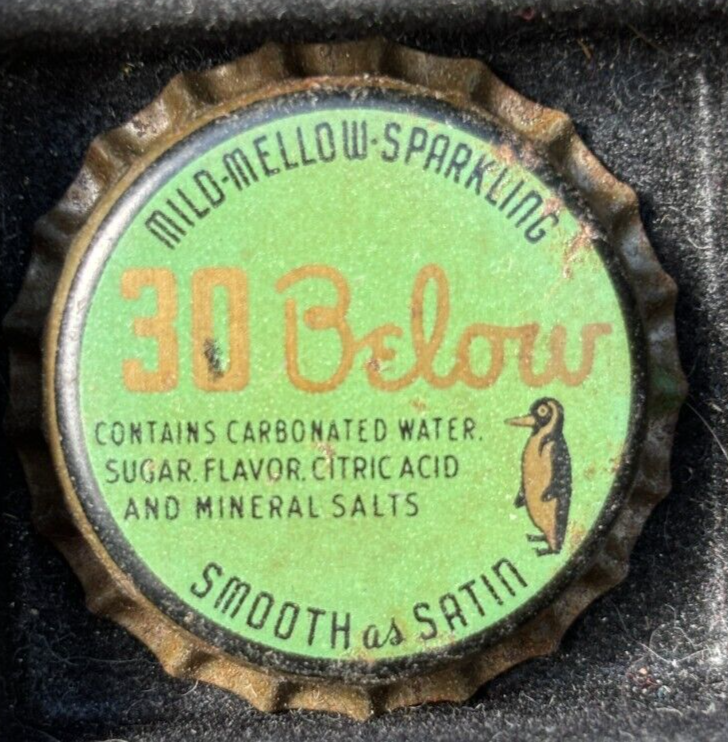 MILD-MELLOW-SPARKLING
30 Below
CONTAINS CARBONATED WATER,
SUGAR, FLAVOR, CITRIC ACID
AND MINERAL SALTS
SMOOTH as SATIN